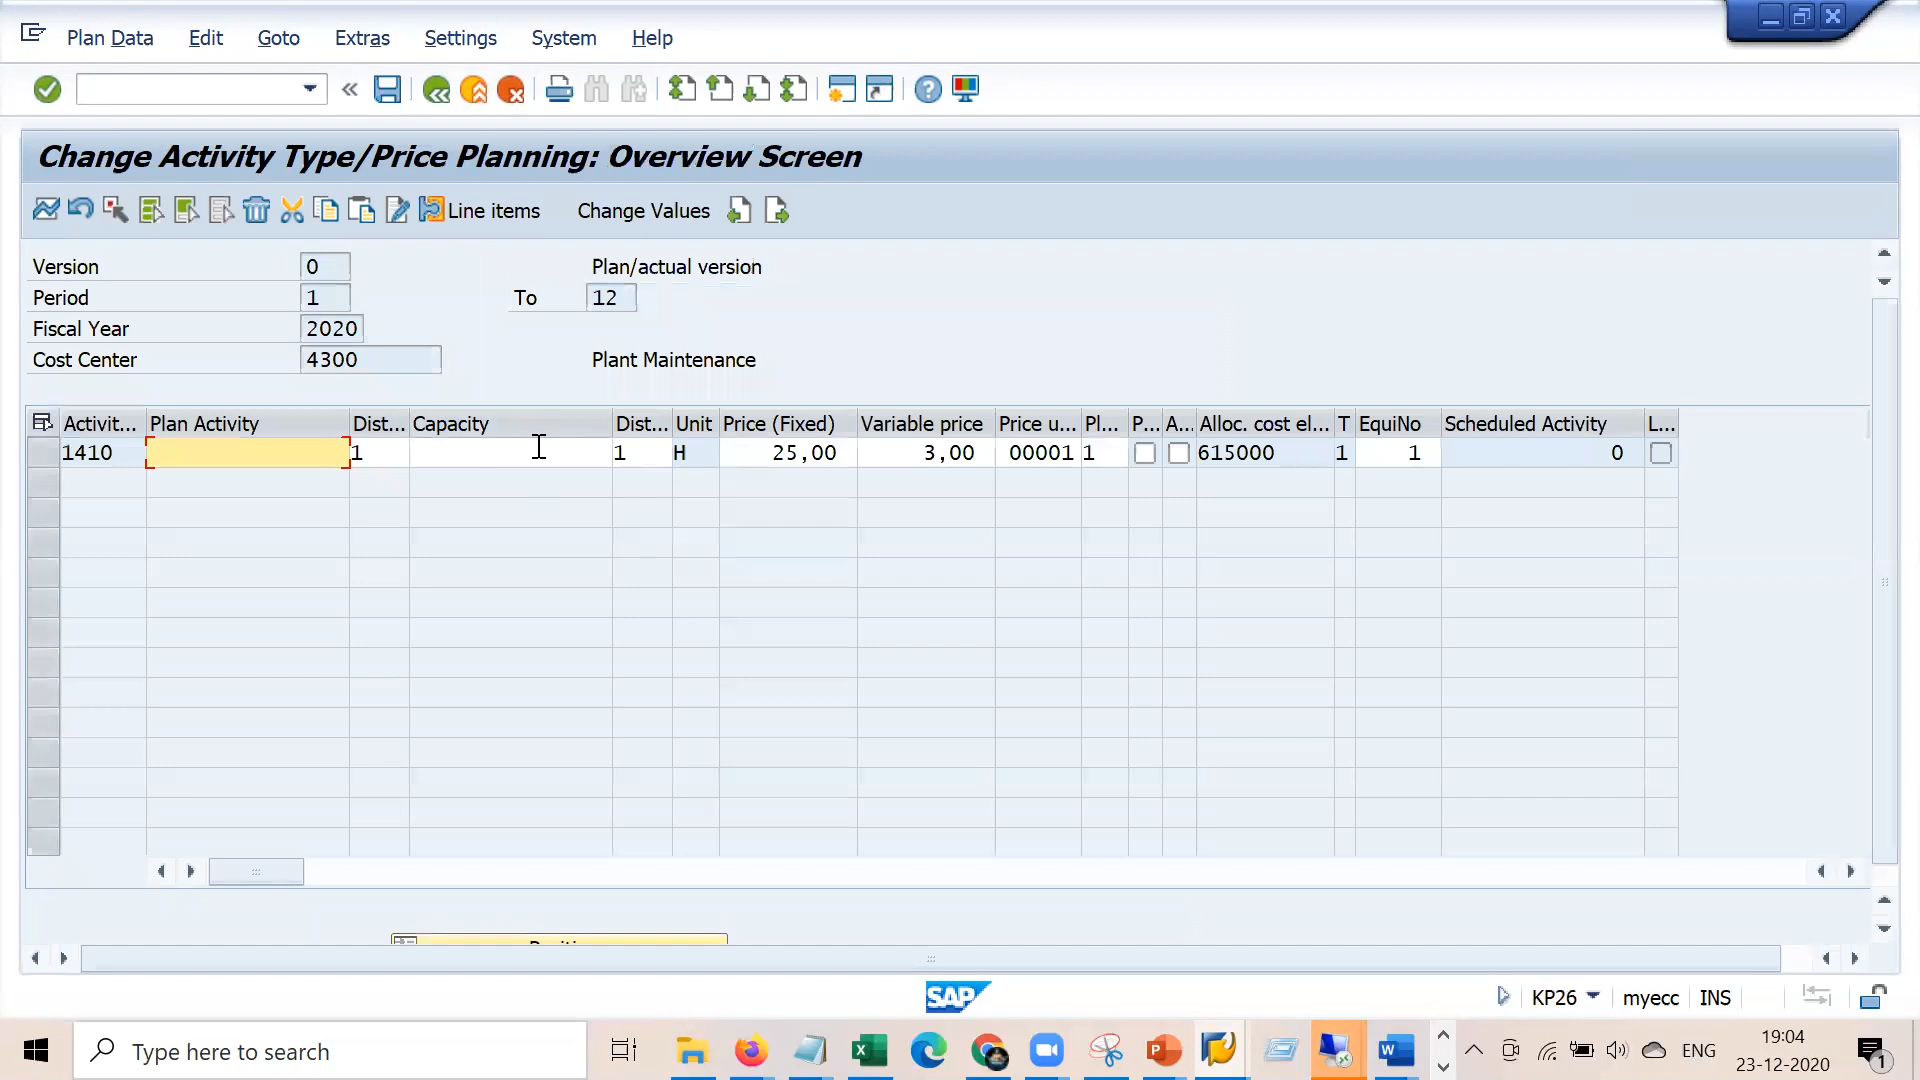 Plan Data Edit Goto Extras Settings System Help
Change Activity Type/Price Planning: Overview Screen
Line items Change Values
Version 0 Plan/actual version
Period 1 To 12
Fiscal Year 2020
Cost Center 4300 Plant Maintenance
Activit... Plan Activity Dist... Capacity Dist... Unit Price (Fixed) Variable price Price u... Pl... P... A... Alloc. cost el... T EquiNo Scheduled Activity L...
1410 1 1 H 25,00 3,00 00001 1 615000 1 1 0
SAP
KP26 myecc INS
Type here to search
ENG
19:04
23-12-2020
1